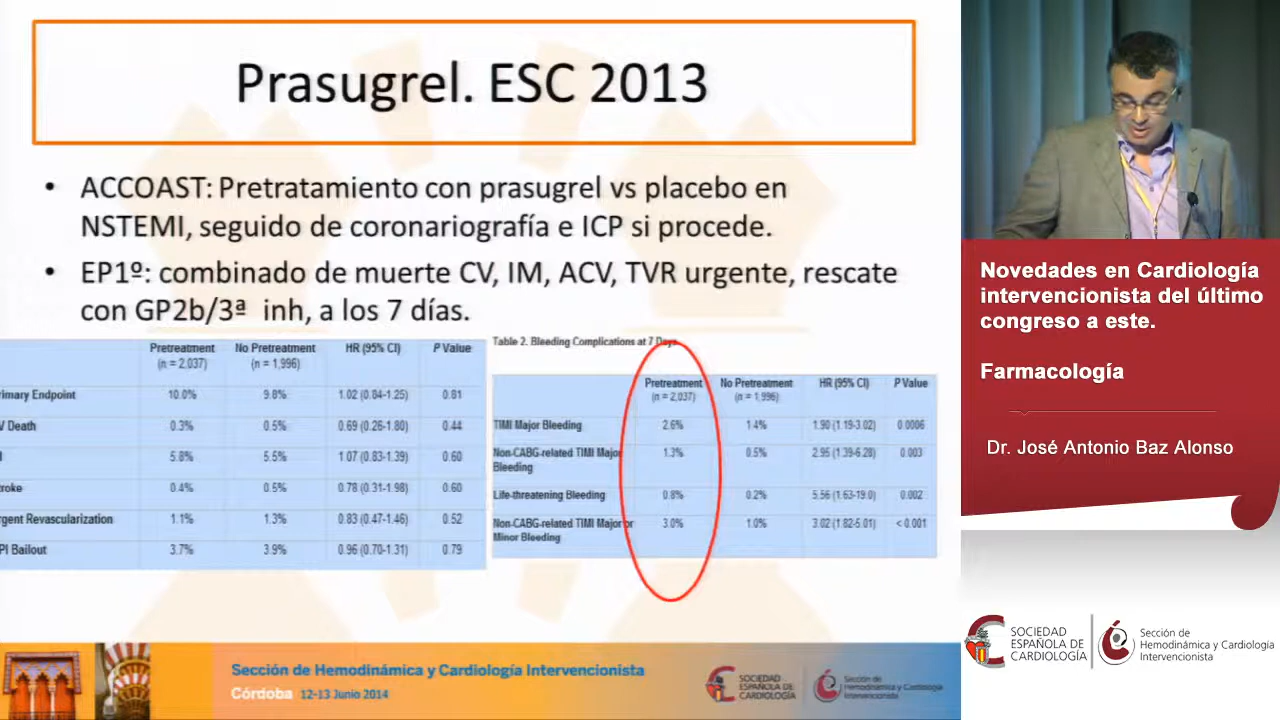 Prasugrel. ESC 2013
• ACCOAST: Pretratamiento con prasugrel vs placebo en
NSTEMI, seguido de coronariografía e ICP si procede.
• EP1º: combinado de muerte CV, IM, ACV, TVR urgente, rescate
con GP2b/3ª inh, a los 7 días.
Pretreatment No Pretreatment HR (95% CI) P Value
(n = 2,037) (n = 1,996)
rimary Endpoint 10.0% 9.8% 1.02 (0.84-1.25) 0.81
V Death 0.3% 0.5% 0.69 (0.26-1.80) 0.44
I 5.8% 5.5% 1.07 (0.83-1.39) 0.60
roke 0.4% 0.5% 0.78 (0.31-1.98) 0.60
rgent Revascularization 1.1% 1.3% 0.83 (0.47-1.46) 0.52
PI Bailout 3.7% 3.9% 0.96 (0.70-1.31) 0.79
Table 2. Bleeding Complications at 7 Days
Pretreatment No Pretreatment HR (95% CI) P Value
(n = 2,037) (n = 1,996)
TIMI Major Bleeding 2.6% 1.4% 1.90 (1.19-3.02) 0.0006
Non-CABG-related TIMI Major 1.3% 0.5% 2.95 (1.39-6.28) 0.003
Bleeding
Life-threatening Bleeding 0.8% 0.2% 5.56 (1.63-19.0) 0.002
Non-CABG-related TIMI Major or 3.0% 1.0% 3.02 (1.82-5.01) < 0.001
Minor Bleeding
Sección de Hemodinámica y Cardiología Intervencionista
Córdoba 12-13 Junio 2014
SOCIEDAD
ESPAÑOLA DE
CARDIOLOGÍA
Sección de
Hemodinámica y Cardiología
Intervencionista
Novedades en Cardiología
intervencionista del último
congreso a este.
Farmacología
Dr. José Antonio Baz Alonso
SOCIEDAD
ESPAÑOLA DE
CARDIOLOGÍA
Sección de
Hemodinámica y Cardiología
Intervencionista